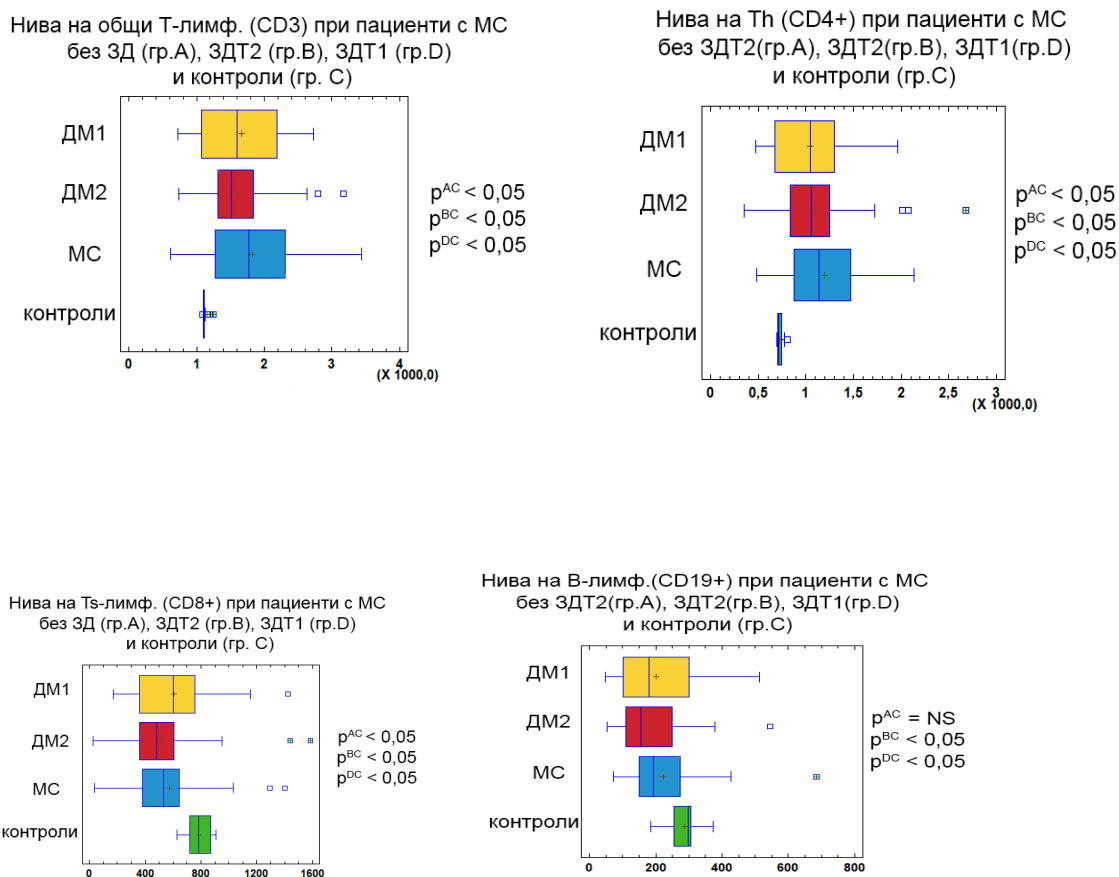 Нива на общи Т-лимф. (CD3) при пациенти с МС
без ЗД (гр.А), ЗДТ2 (гр.В), ЗДТ1 (гр.D)
и контроли (гр. С)
ДМ1
ДМ2
МС
контроли
p^AC < 0,05
p^BC < 0,05
p^DC < 0,05
0 1 2 3 4
(X 1000,0)
Нива на Th (CD4+) при пациенти с МС
без ЗДТ2(гр.А), ЗДТ2(гр.В), ЗДТ1(гр.D)
и контроли (гр.С)
ДМ1
ДМ2
МС
контроли
p^AC < 0,05
p^BC < 0,05
p^DC < 0,05
0 0,5 1 1,5 2 2,5 3
(X 1000,0)
Нива на Ts-лимф. (CD8+) при пациенти с МС
без ЗД (гр.А), ЗДТ2 (гр.В), ЗДТ1 (гр.D)
и контроли (гр. С)
ДМ1
ДМ2
МС
контроли
p^AC < 0,05
p^BC < 0,05
p^DC < 0,05
0 400 800 1200 1600
Нива на В-лимф.(CD19+) при пациенти с МС
без ЗДТ2(гр.А), ЗДТ2(гр.В), ЗДТ1(гр.D)
и контроли (гр.С)
ДМ1
ДМ2
МС
контроли
p^AC = NS
p^BC < 0,05
p^DC < 0,05
0 200 400 600 800